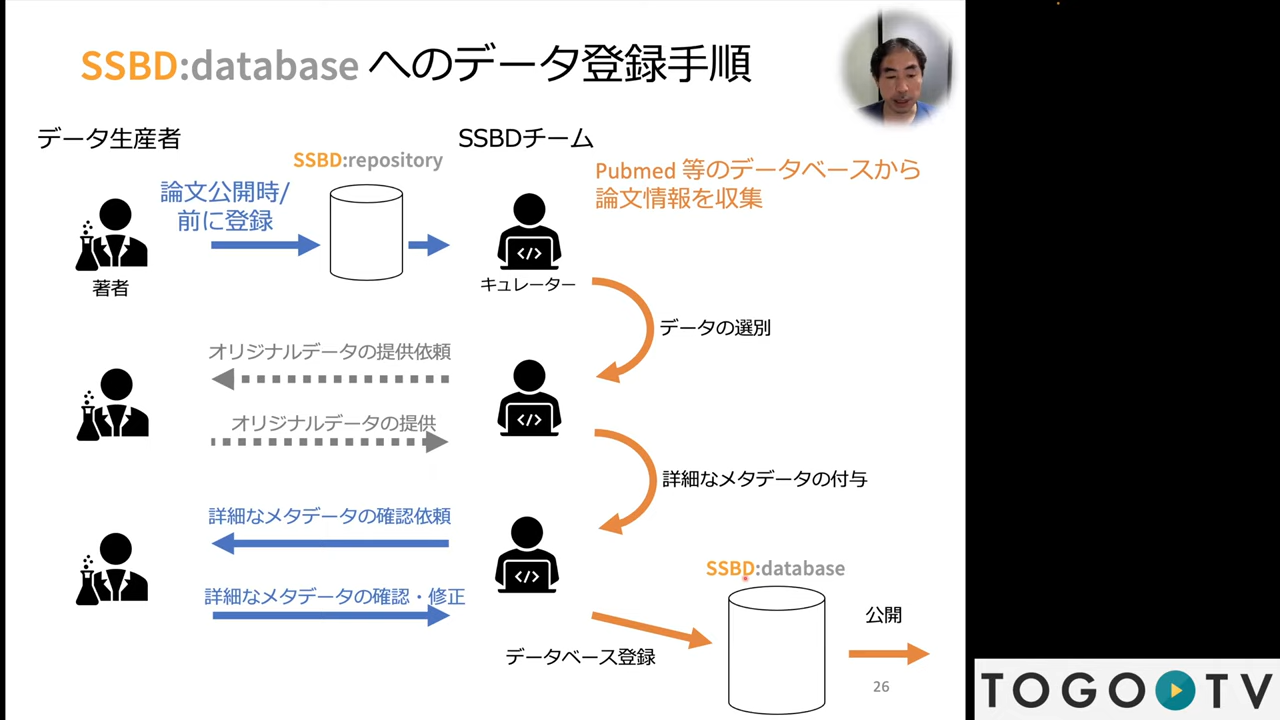 SSBD:database へのデータ登録手順
データ生産者
SSBDチーム
SSBD:repository
Pubmed 等のデータベースから
論文情報を収集
論文公開時/
前に登録
</>
著者
キュレーター
データの選別
オリジナルデータの提供依頼
</>
オリジナルデータの提供
詳細なメタデータの付与
詳細なメタデータの確認依頼
</>
詳細なメタデータの確認・修正
SSBD:database
公開
データベース登録
26
TOGO TV